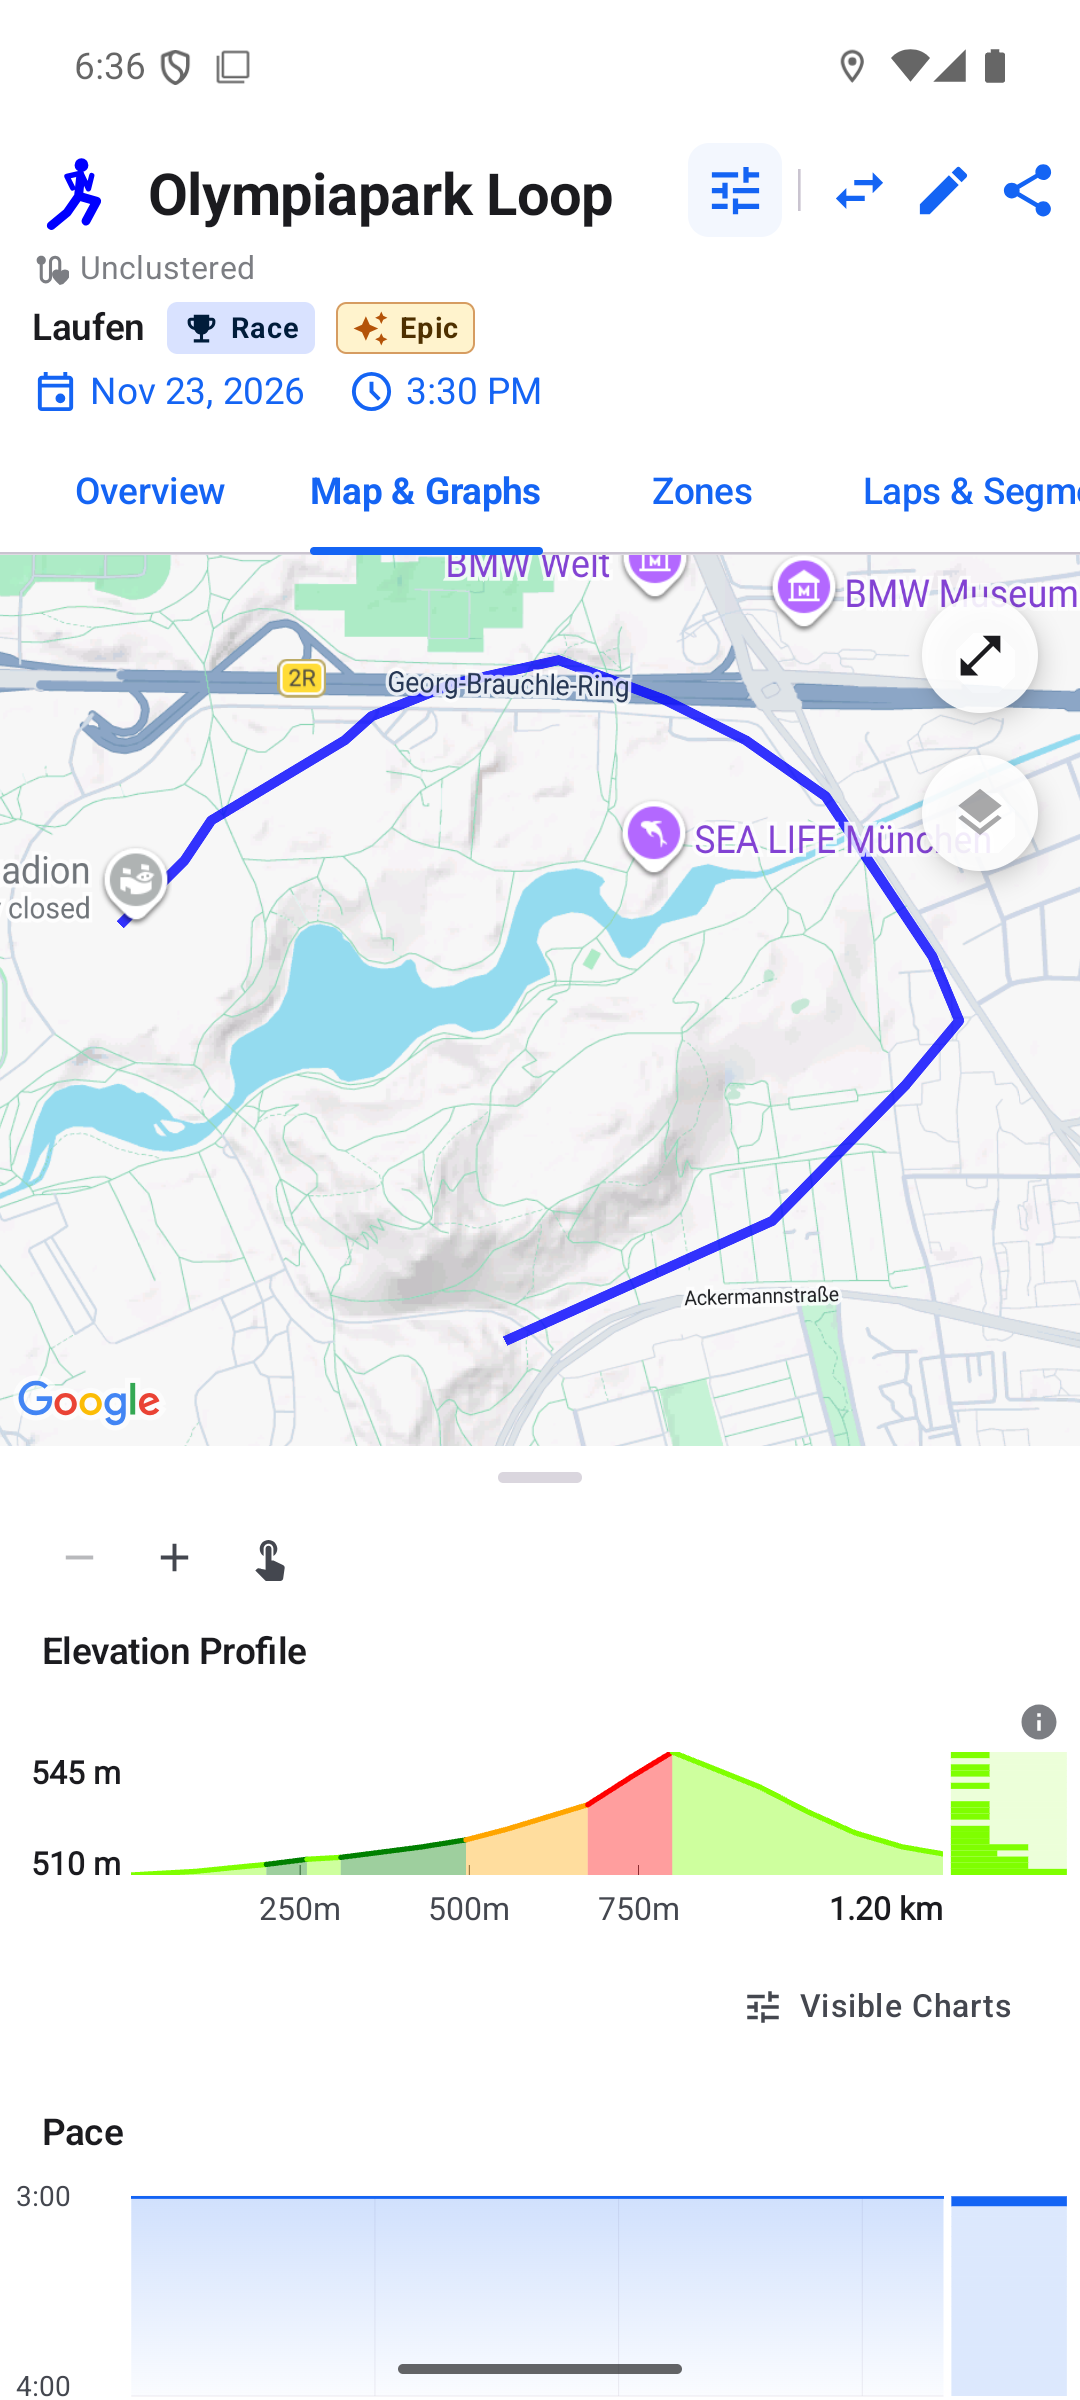 6:36
Olympiapark Loop
Unclustered
Laufen Race Epic
Nov 23, 2026 3:30 PM
Overview Map & Graphs Zones Laps & Segm
BMW Welt
BMW Museum
2R
Georg-Brauchle-Ring
SEA LIFE München
adion
closed
Ackermannstraße
Google
Elevation Profile
545 m
510 m
250m 500m 750m 1.20 km
Visible Charts
Pace
3:00
4:00